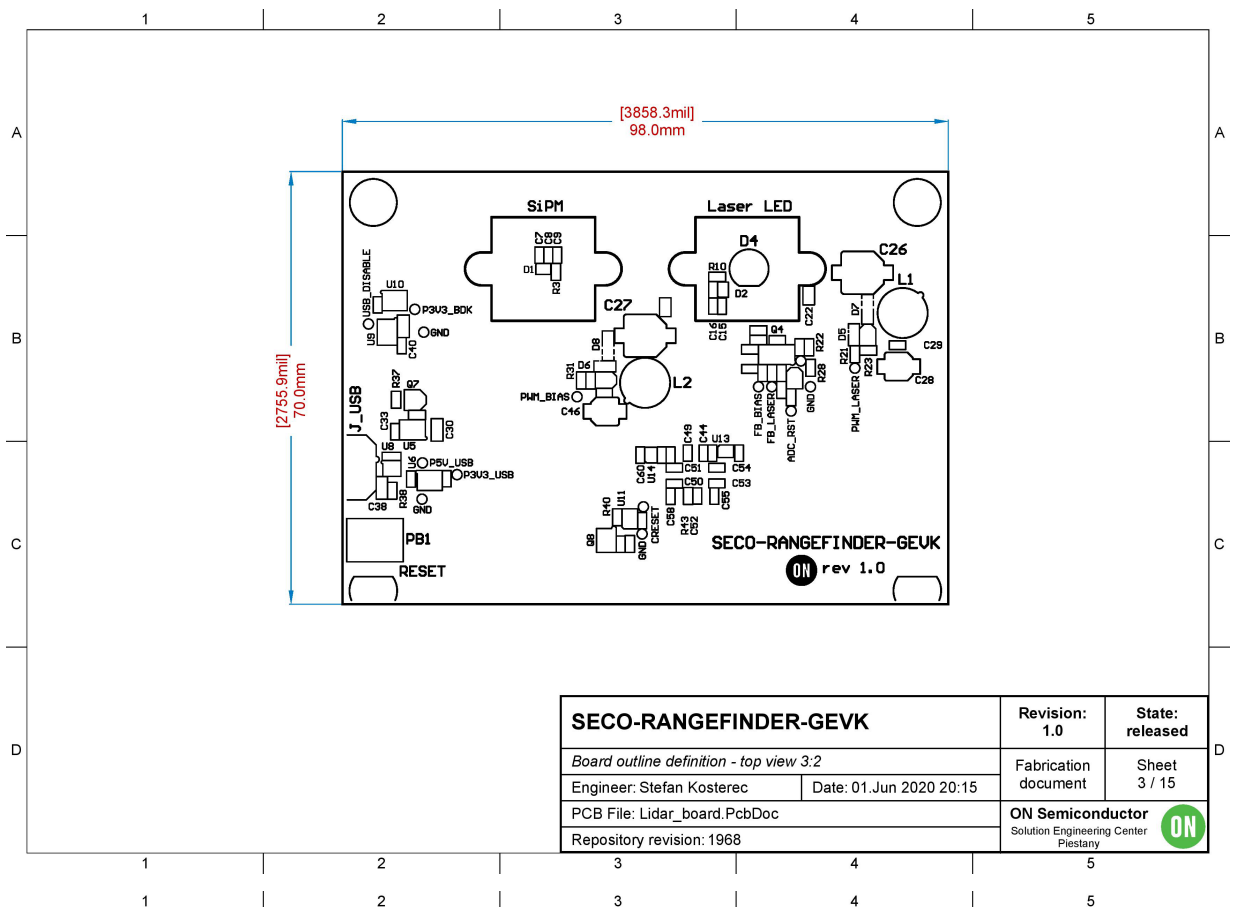 1 2 3 4 5
A A
[3858.3mil]
98.0mm
SiPM Laser LED
C7 C8 C9
D1
R3
D4
R10
D2
C16 C15
C22
C26
L1
D7
USB_DISABLE
U10
P3V3_BDK
U9
GND
C40
C27
D8
Q4
R22
D5
R21
R23
C29
C28
B B
[2755.9mil]
70.0mm
R31
D6
L2
PWM_BIAS
C46
R28
FB_BIAS
FB_LASER
GND
ADC_RST
PWM_LASER
J_USB
R37
Q7
C33
U5
C30
U8
U6
P5V_USB
P3V3_USB
C38
R38
GND
C49 C44 U13
C60 U14
C51 C54
C50 C53
C58
R43
C52
C55
R40 U11
CRESET
Q8
GND
C C
PB1
RESET
SECO-RANGEFINDER-GEVK
ON rev 1.0
D D
SECO-RANGEFINDER-GEVK
Revision:
1.0
State:
released
Board outline definition - top view 3:2
Fabrication
document
Sheet
3 / 15
Engineer: Stefan Kosterec Date: 01.Jun 2020 20:15
PCB File: Lidar_board.PcbDoc
Repository revision: 1968
ON Semiconductor
Solution Engineering Center
Piestany
ON
1 2 3 4 5
1 2 3 4 5